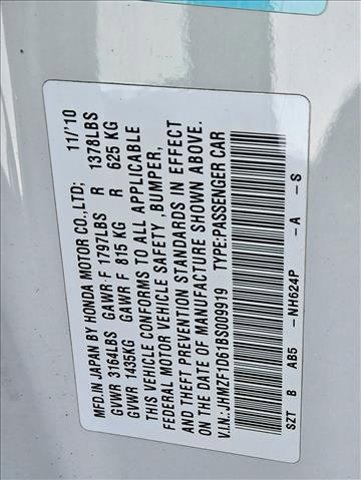 MFD.IN JAPAN BY HONDA MOTOR CO.,LTD; 11/'10
GVWR 3164LBS GAWR-F 1797LBS R 1378LBS
GVWR 1435KG GAWR F 815 KG R 625 KG
THIS VEHICLE CONFORMS TO ALL APPLICABLE
FEDERAL MOTOR VEHICLE SAFETY ,BUMPER,
AND THEFT PREVENTION STANDARDS IN EFFECT
ON THE DATE OF MANUFACTURE SHOWN ABOVE.
V.I.N.:JHMZF1D61BS009919 TYPE:PASSENGER CAR
SZT B AB5 -NH624P -A -S